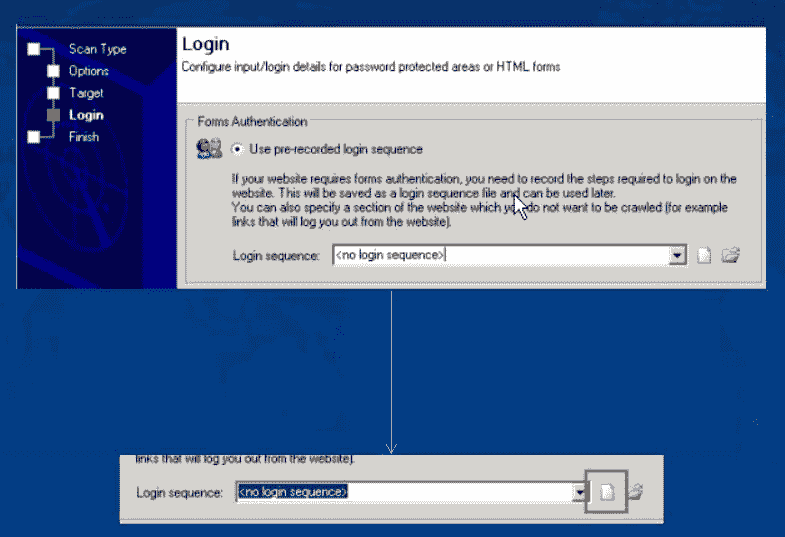 Scan Type
Options
Target
Login
Finish
Login
Configure input/login details for password protected areas or HTML forms
Forms Authentication
Use pre-recorded login sequence
If your website requires forms authentication, you need to record the steps required to login on the
website. This will be saved as a login sequence file and can be used later.
You can also specify a section of the website which you do not want to be crawled (for example
links that will log you out from the website).
Login sequence: <no login sequence>
links that will log you out from the website).
Login sequence: <no login sequence>